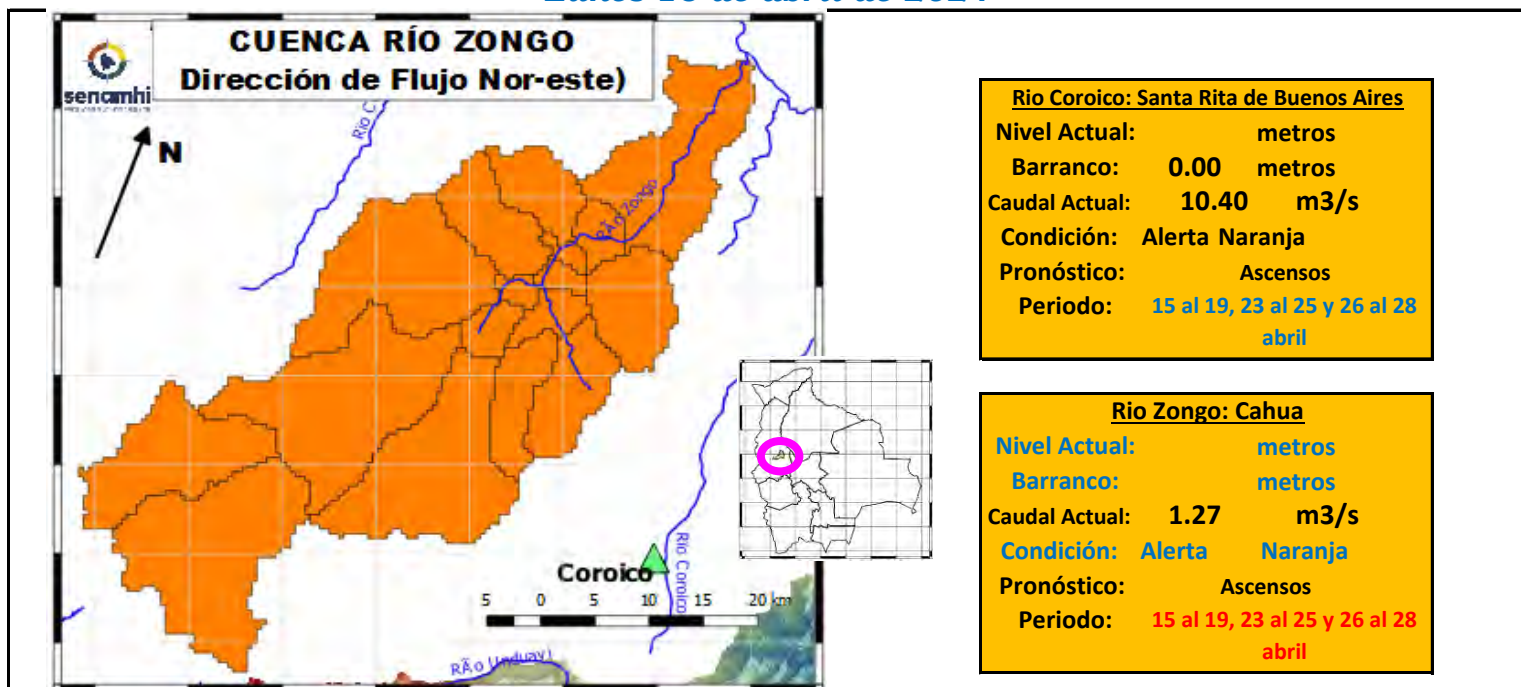 CUENCA RÍO ZONGO
Dirección de Flujo Nor-este)
senamhi
N
Río C
RÃ­o Zongo
Coroico
Río Coroico
5 0 5 10 15 20 km
RÃ­o Unduavi
Rio Coroico: Santa Rita de Buenos Aires
Nivel Actual: metros
Barranco: 0.00 metros
Caudal Actual: 10.40 m3/s
Condición: Alerta Naranja
Pronóstico: Ascensos
Periodo: 15 al 19, 23 al 25 y 26 al 28
abril
Rio Zongo: Cahua
Nivel Actual: metros
Barranco: metros
Caudal Actual: 1.27 m3/s
Condición: Alerta Naranja
Pronóstico: Ascensos
Periodo: 15 al 19, 23 al 25 y 26 al 28
abril